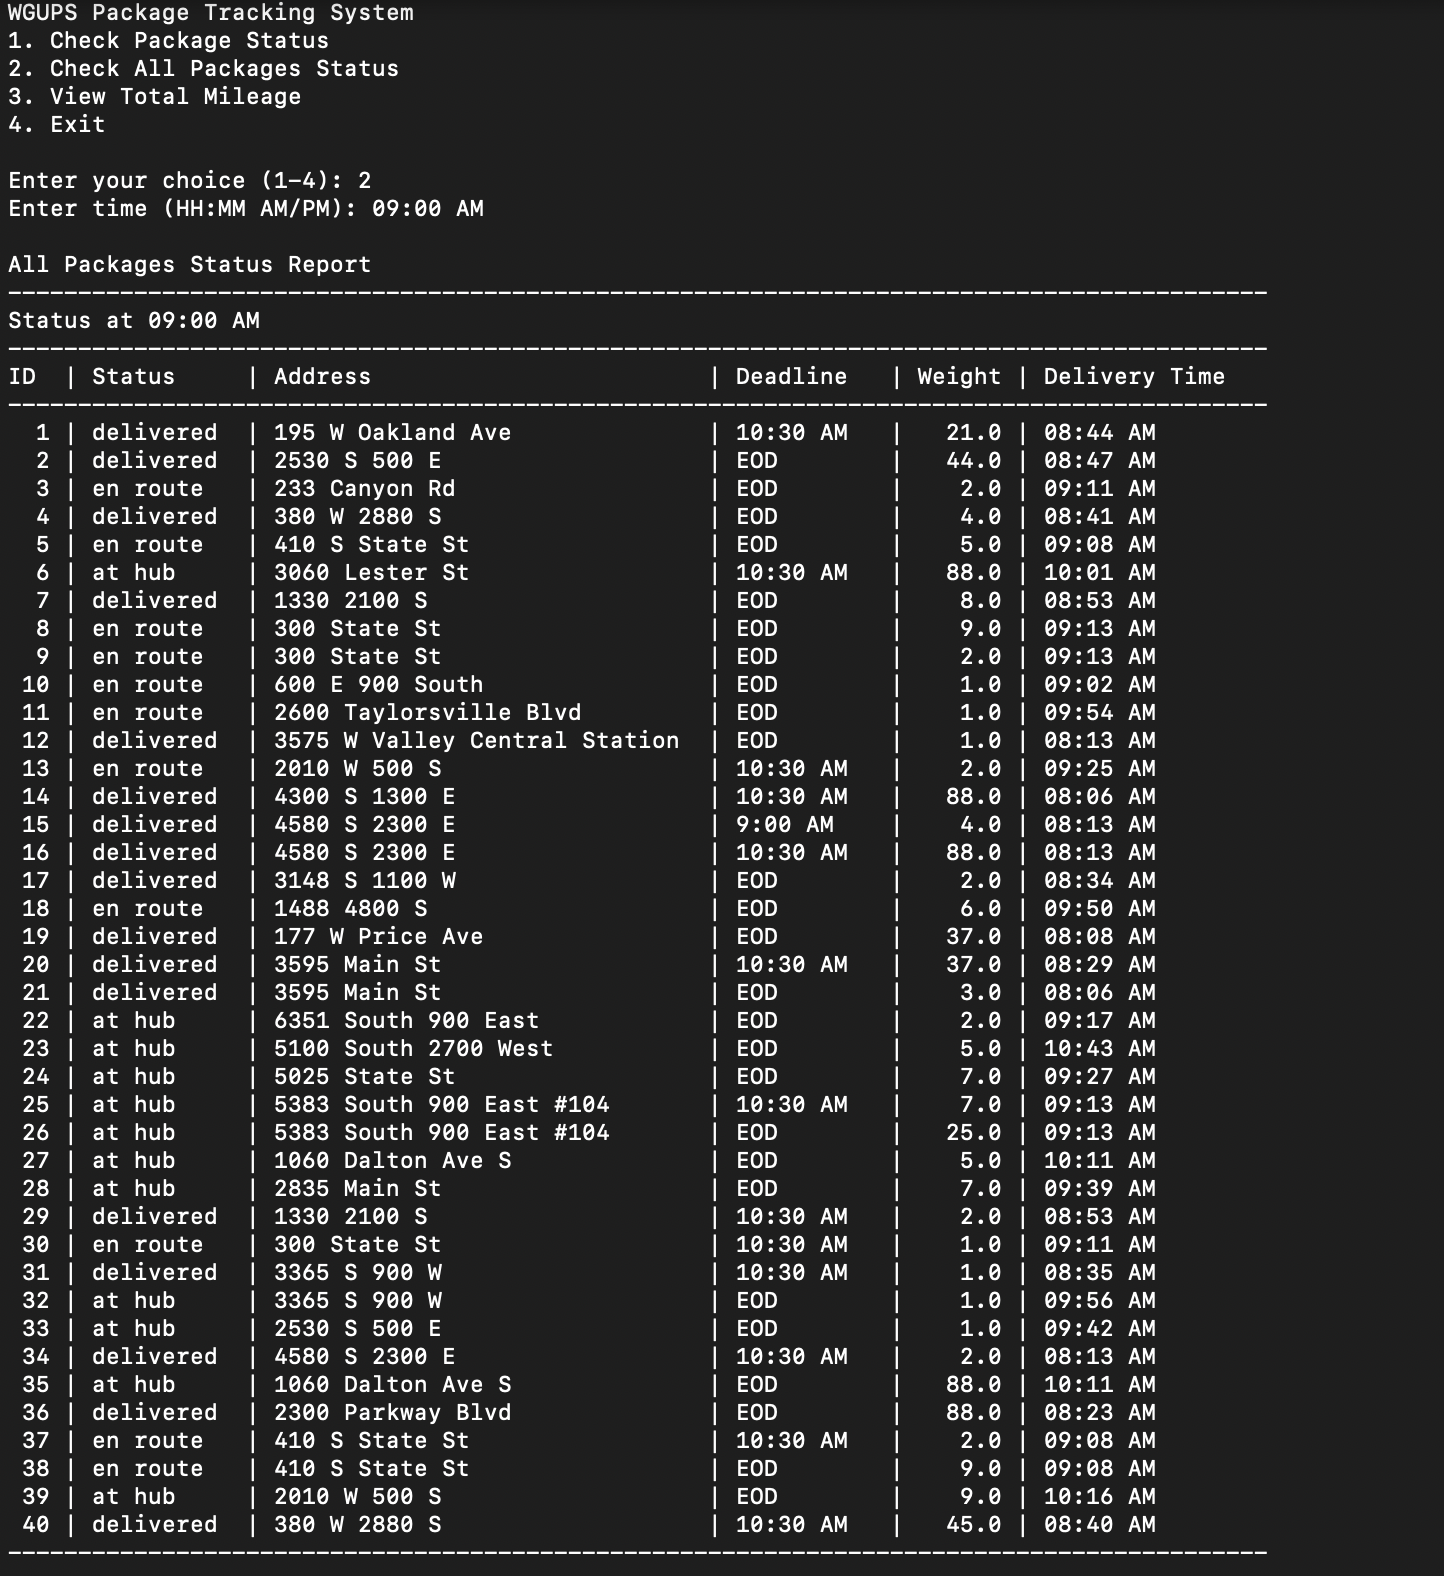 WGUPS Package Tracking System
1. Check Package Status
2. Check All Packages Status
3. View Total Mileage
4. Exit
Enter your choice (1-4): 2
Enter time (HH:MM AM/PM): 09:00 AM
All Packages Status Report
------------------------------------------------------------------------------------------
Status at 09:00 AM
------------------------------------------------------------------------------------------
ID  | Status     | Address                        | Deadline   | Weight | Delivery Time
------------------------------------------------------------------------------------------
  1 | delivered  | 195 W Oakland Ave              | 10:30 AM   |   21.0 | 08:44 AM
  2 | delivered  | 2530 S 500 E                   | EOD        |   44.0 | 08:47 AM
  3 | en route   | 233 Canyon Rd                  | EOD        |    2.0 | 09:11 AM
  4 | delivered  | 380 W 2880 S                   | EOD        |    4.0 | 08:41 AM
  5 | en route   | 410 S State St                 | EOD        |    5.0 | 09:08 AM
  6 | at hub     | 3060 Lester St                 | 10:30 AM   |   88.0 | 10:01 AM
  7 | delivered  | 1330 2100 S                    | EOD        |    8.0 | 08:53 AM
  8 | en route   | 300 State St                   | EOD        |    9.0 | 09:13 AM
  9 | en route   | 300 State St                   | EOD        |    2.0 | 09:13 AM
 10 | en route   | 600 E 900 South                | EOD        |    1.0 | 09:02 AM
 11 | en route   | 2600 Taylorsville Blvd         | EOD        |    1.0 | 09:54 AM
 12 | delivered  | 3575 W Valley Central Station  | EOD        |    1.0 | 08:13 AM
 13 | en route   | 2010 W 500 S                   | 10:30 AM   |    2.0 | 09:25 AM
 14 | delivered  | 4300 S 1300 E                  | 10:30 AM   |   88.0 | 08:06 AM
 15 | delivered  | 4580 S 2300 E                  | 9:00 AM    |    4.0 | 08:13 AM
 16 | delivered  | 4580 S 2300 E                  | 10:30 AM   |   88.0 | 08:13 AM
 17 | delivered  | 3148 S 1100 W                  | EOD        |    2.0 | 08:34 AM
 18 | en route   | 1488 4800 S                    | EOD        |    6.0 | 09:50 AM
 19 | delivered  | 177 W Price Ave                | EOD        |   37.0 | 08:08 AM
 20 | delivered  | 3595 Main St                   | 10:30 AM   |   37.0 | 08:29 AM
 21 | delivered  | 3595 Main St                   | EOD        |    3.0 | 08:06 AM
 22 | at hub     | 6351 South 900 East            | EOD        |    2.0 | 09:17 AM
 23 | at hub     | 5100 South 2700 West           | EOD        |    5.0 | 10:43 AM
 24 | at hub     | 5025 State St                  | EOD        |    7.0 | 09:27 AM
 25 | at hub     | 5383 South 900 East #104       | 10:30 AM   |    7.0 | 09:13 AM
 26 | at hub     | 5383 South 900 East #104       | EOD        |   25.0 | 09:13 AM
 27 | at hub     | 1060 Dalton Ave S              | EOD        |    5.0 | 10:11 AM
 28 | at hub     | 2835 Main St                   | EOD        |    7.0 | 09:39 AM
 29 | delivered  | 1330 2100 S                    | 10:30 AM   |    2.0 | 08:53 AM
 30 | en route   | 300 State St                   | 10:30 AM   |    1.0 | 09:11 AM
 31 | delivered  | 3365 S 900 W                   | 10:30 AM   |    1.0 | 08:35 AM
 32 | at hub     | 3365 S 900 W                   | EOD        |    1.0 | 09:56 AM
 33 | at hub     | 2530 S 500 E                   | EOD        |    1.0 | 09:42 AM
 34 | delivered  | 4580 S 2300 E                  | 10:30 AM   |    2.0 | 08:13 AM
 35 | at hub     | 1060 Dalton Ave S              | EOD        |   88.0 | 10:11 AM
 36 | delivered  | 2300 Parkway Blvd              | EOD        |   88.0 | 08:23 AM
 37 | en route   | 410 S State St                 | 10:30 AM   |    2.0 | 09:08 AM
 38 | en route   | 410 S State St                 | EOD        |    9.0 | 09:08 AM
 39 | at hub     | 2010 W 500 S                   | EOD        |    9.0 | 10:16 AM
 40 | delivered  | 380 W 2880 S                   | 10:30 AM   |   45.0 | 08:40 AM
------------------------------------------------------------------------------------------